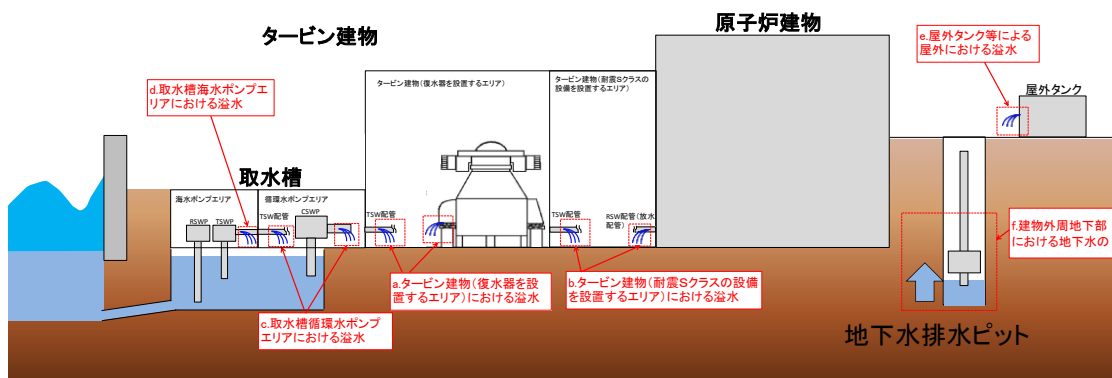 原子炉建物
タービン建物
e.屋外タンク等による
屋外における溢水
タービン建物(復水器を設置するエリア)
タービン建物(耐震Sクラスの
設備を設置するエリア)
屋外タンク
d.取水槽海水ポンプエ
リアにおける溢水
取水槽
海水ポンプエリア
循環水ポンプエリア
RSWP
TSWP
TSW配管
CSWP
TSW配管
TSW配管
RSW配管(放水
配管)
f.建物外周地下部
における地下水の
a.タービン建物(復水器を設
置するエリア)における溢水
b.タービン建物(耐震Sクラスの設備
を設置するエリア)における溢水
c.取水槽循環水ポンプ
エリアにおける溢水
地下水排水ピット